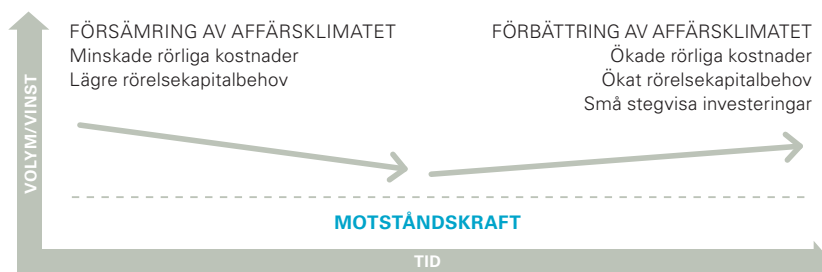 FÖRSÄMRING AV AFFÄRSKLIMATET
Minskade rörliga kostnader
Lägre rörelsekapitalbehov
FÖRBÄTTRING AV AFFÄRSKLIMATET
Ökade rörliga kostnader
Ökat rörelsekapitalbehov
Små stegvisa investeringar
VOLYM/VINST
MOTSTÅNDSKRAFT
TID